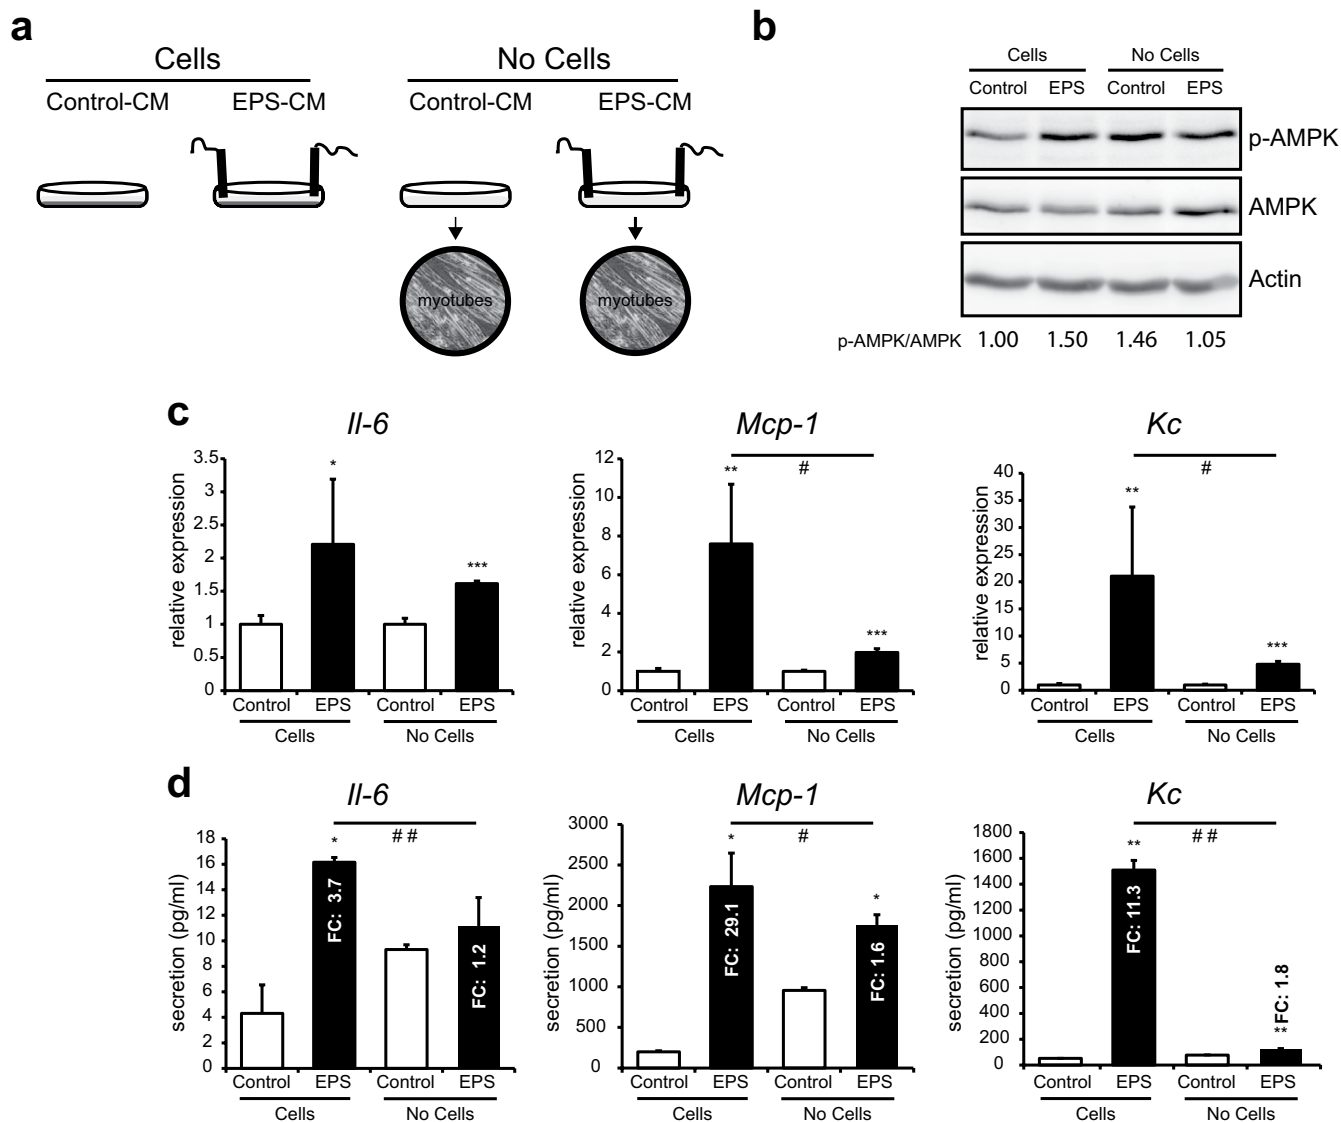 a
Cells
No Cells
Control-CM
EPS-CM
Control-CM
EPS-CM
myotubes
myotubes
b
Cells
No Cells
Control
EPS
Control
EPS
p-AMPK
AMPK
Actin
p-AMPK/AMPK 1.00 1.50 1.46 1.05
c
Il-6
relative expression
3.5
3
2.5
2
1.5
1
0.5
0
*
***
Control EPS Control EPS
Cells No Cells
Mcp-1
relative expression
12
10
8
6
4
2
0
#
**
***
Control EPS Control EPS
Cells No Cells
Kc
relative expression
40
35
30
25
20
15
10
5
0
#
**
***
Control EPS Control EPS
Cells No Cells
d
Il-6
secretion (pg/ml)
18
16
14
12
10
8
6
4
2
0
# #
*
FC: 3.7
FC: 1.2
Control EPS Control EPS
Cells No Cells
Mcp-1
secretion (pg/ml)
3000
2500
2000
1500
1000
500
0
#
*
*
FC: 29.1
FC: 1.6
Control EPS Control EPS
Cells No Cells
Kc
secretion (pg/ml)
1800
1600
1400
1200
1000
800
600
400
200
0
# #
**
FC: 11.3
FC: 1.8
**
Control EPS Control EPS
Cells No Cells